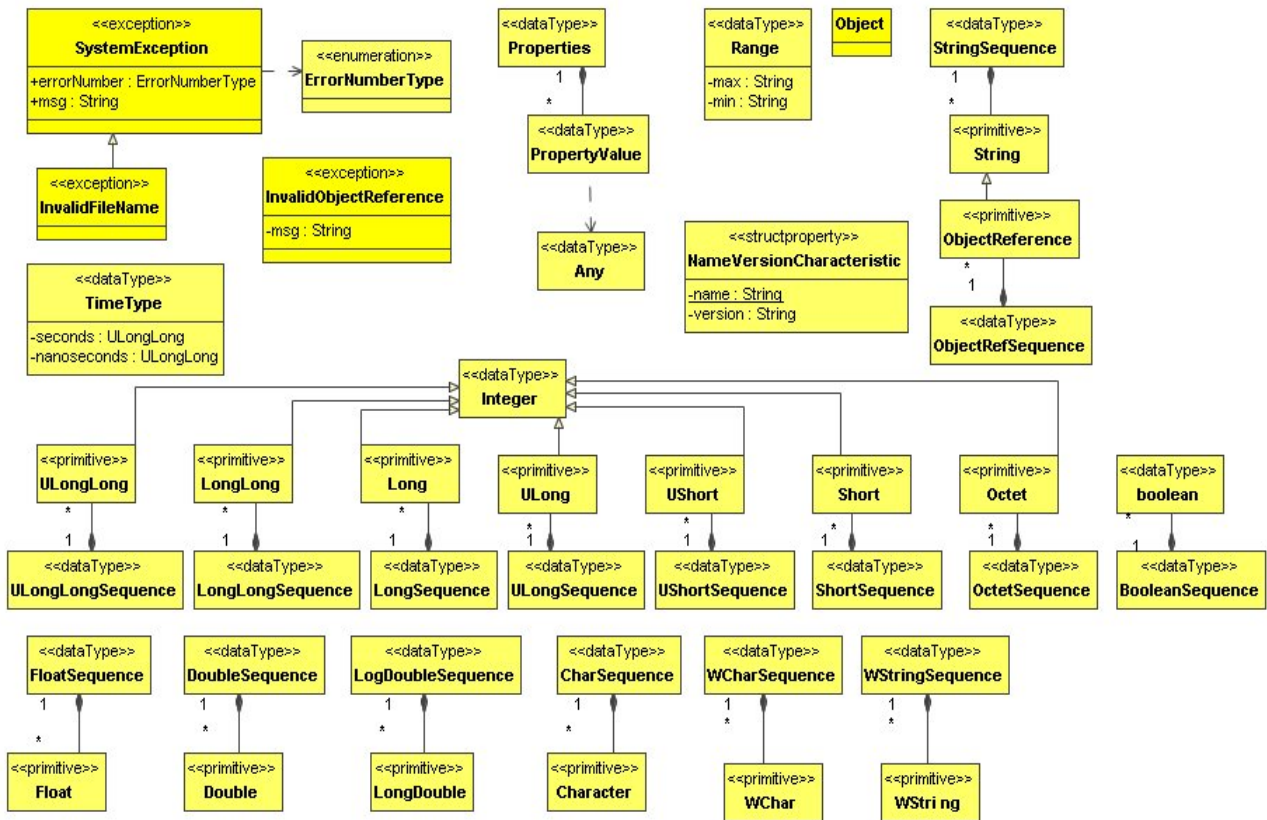 <<exception>>
SystemException
+errorNumber : ErrorNumberType
+msg : String
<<enumeration>>
ErrorNumberType
<<exception>>
InvalidFileName
<<exception>>
InvalidObjectReference
-msg : String
<<dataType>>
TimeType
-seconds : ULongLong
-nanoseconds : ULongLong
<<dataType>>
Properties
1
*
<<dataType>>
PropertyValue
<<dataType>>
Any
<<dataType>>
Range
-max : String
-min : String
Object
<<structproperty>>
NameVersionCharacteristic
-name : String
-version : String
<<dataType>>
StringSequence
1
*
<<primitive>>
String
<<primitive>>
ObjectReference
*
1
<<dataType>>
ObjectRefSequence
<<dataType>>
Integer
<<primitive>>
ULongLong
*
1
<<dataType>>
ULongLongSequence
<<primitive>>
LongLong
*
1
<<dataType>>
LongLongSequence
<<primitive>>
Long
*
1
<<dataType>>
LongSequence
<<primitive>>
ULong
*
1
<<dataType>>
ULongSequence
<<primitive>>
UShort
*
1
<<dataType>>
UShortSequence
<<primitive>>
Short
*
1
<<dataType>>
ShortSequence
<<primitive>>
Octet
*
1
<<dataType>>
OctetSequence
<<dataType>>
boolean
*
1
<<dataType>>
BooleanSequence
<<dataType>>
FloatSequence
1
*
<<primitive>>
Float
<<dataType>>
DoubleSequence
1
*
<<primitive>>
Double
<<dataType>>
LogDoubleSequence
1
*
<<primitive>>
LongDouble
<<dataType>>
CharSequence
1
*
<<primitive>>
Character
<<dataType>>
WCharSequence
1
*
<<primitive>>
WChar
<<dataType>>
WStringSequence
1
*
<<primitive>>
WStri ng